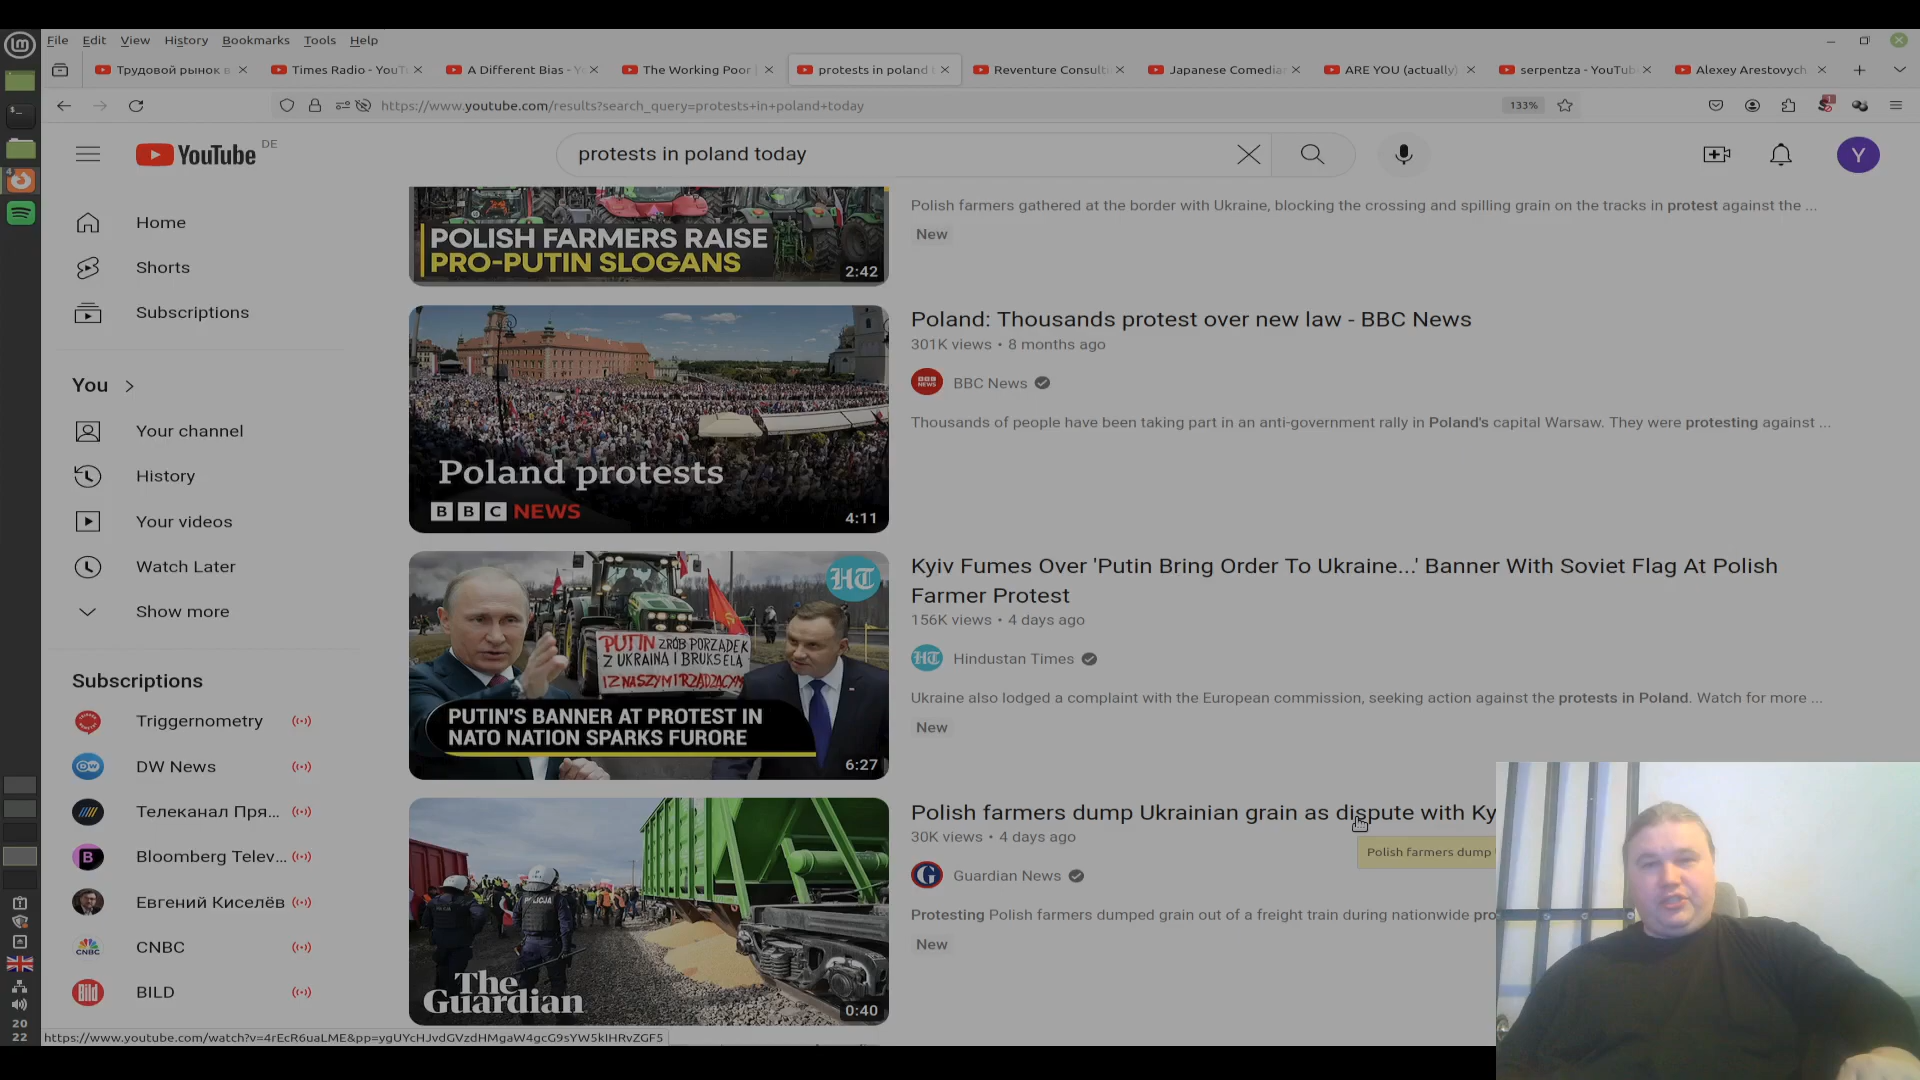 File Edit View History Bookmarks Tools Help
Трудовой рынок в
Times Radio - YouT
A Different Bias - Y
The Working Poor |
protests in poland
Reventure Consult
Japanese Comedia
ARE YOU (actually)
serpentza - YouTub
Alexey Arestovych
https://www.youtube.com/results?search_query=protests+in+poland+today
133%
YouTube DE
protests in poland today
Y
Home
Shorts
Subscriptions
You
Your channel
History
Your videos
Watch Later
Show more
Subscriptions
Triggernometry
DW News
Телеканал Пря...
Bloomberg Telev...
Евгений Киселёв
CNBC
BILD
POLISH FARMERS RAISE
PRO-PUTIN SLOGANS
2:42
Polish farmers gathered at the border with Ukraine, blocking the crossing and spilling grain on the tracks in protest against the ...
New
Poland protests
BBC NEWS
4:11
Poland: Thousands protest over new law - BBC News
301K views • 8 months ago
BBC News
Thousands of people have been taking part in an anti-government rally in Poland's capital Warsaw. They were protesting against ...
HT
PUTIN ZRÓB PORZĄDEK
Z UKRAINĄ I BRUKSELĄ
I Z NASZYMI RZĄDZĄCYMI
PUTIN'S BANNER AT PROTEST IN
NATO NATION SPARKS FURORE
6:27
Kyiv Fumes Over 'Putin Bring Order To Ukraine...' Banner With Soviet Flag At Polish
Farmer Protest
156K views • 4 days ago
HT Hindustan Times
Ukraine also lodged a complaint with the European commission, seeking action against the protests in Poland. Watch for more ...
New
POLICJA
The
Guardian
0:40
Polish farmers dump Ukrainian grain as dispute with Ky
30K views • 4 days ago
Polish farmers dump
Guardian News
Protesting Polish farmers dumped grain out of a freight train during nationwide pro
New
20
22
https://www.youtube.com/watch?v=4rEcR6uaLME&pp=ygUYcHJvdGVzdHMgaW4gcG9sYW5kIHRvZGF5